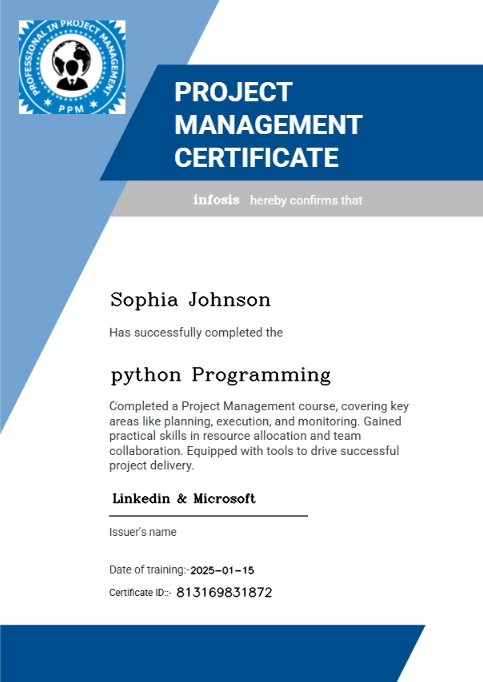 PROFESSIONAL IN PROJECT MANAGEMENT
PPM
PROJECT
MANAGEMENT
CERTIFICATE
infosis hereby confirms that
Sophia Johnson
Has successfully completed the
python Programming
Completed a Project Management course, covering key
areas like planning, execution, and monitoring. Gained
practical skills in resource allocation and team
collaboration. Equipped with tools to drive successful
project delivery.
Linkedin & Microsoft
Issuer's name
Date of training:- 2025-01-15
Certificate ID::- 813169831872